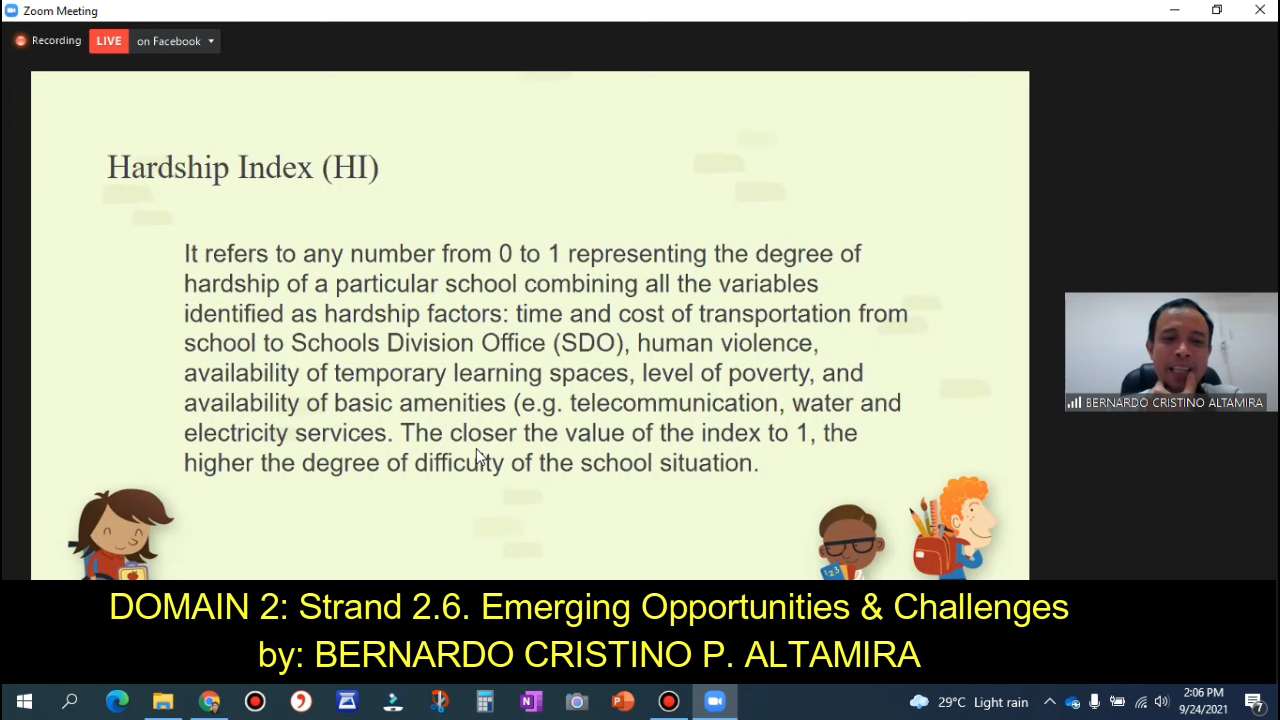 Zoom Meeting
Recording
LIVE
on Facebook
Hardship Index (HI)
It refers to any number from 0 to 1 representing the degree of
hardship of a particular school combining all the variables
identified as hardship factors: time and cost of transportation from
school to Schools Division Office (SDO), human violence,
availability of temporary learning spaces, level of poverty, and
availability of basic amenities (e.g. telecommunication, water and
electricity services. The closer the value of the index to 1, the
higher the degree of difficulty of the school situation.
123
BERNARDO CRISTINO ALTAMIRA
DOMAIN 2: Strand 2.6. Emerging Opportunities & Challenges
by: BERNARDO CRISTINO P. ALTAMIRA
29°C Light rain
2:06 PM
9/24/2021
7